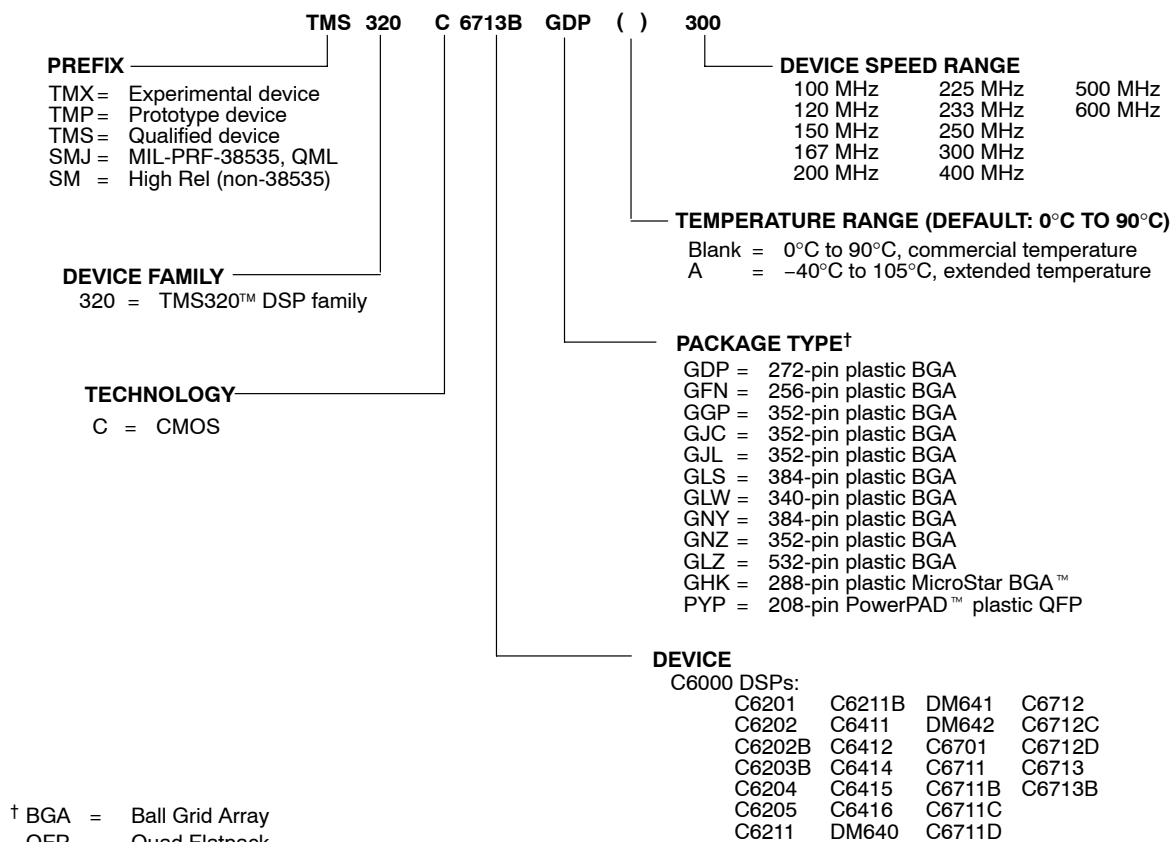 TMS 320 C 6713B GDP ( ) 300
PREFIX
TMX = Experimental device
TMP = Prototype device
TMS = Qualified device
SMJ = MIL-PRF-38535, QML
SM = High Rel (non-38535)
DEVICE SPEED RANGE
100 MHz 225 MHz 500 MHz
120 MHz 233 MHz 600 MHz
150 MHz 250 MHz
167 MHz 300 MHz
200 MHz 400 MHz
TEMPERATURE RANGE (DEFAULT: 0°C TO 90°C)
Blank = 0°C to 90°C, commercial temperature
A = −40°C to 105°C, extended temperature
DEVICE FAMILY
320 = TMS320™ DSP family
PACKAGE TYPE†
GDP = 272-pin plastic BGA
GFN = 256-pin plastic BGA
GGP = 352-pin plastic BGA
GJC = 352-pin plastic BGA
GJL = 352-pin plastic BGA
GLS = 384-pin plastic BGA
GLW = 340-pin plastic BGA
GNY = 384-pin plastic BGA
GNZ = 352-pin plastic BGA
GLZ = 532-pin plastic BGA
GHK = 288-pin plastic MicroStar BGA™
PYP = 208-pin PowerPAD™ plastic QFP
TECHNOLOGY
C = CMOS
DEVICE
C6000 DSPs:
C6201 C6211B DM641 C6712
C6202 C6411 DM642 C6712C
C6202B C6412 C6701 C6712D
C6203B C6414 C6711 C6713
C6204 C6415 C6711B C6713B
C6205 C6416 C6711C
C6211 DM640 C6711D
† BGA = Ball Grid Array